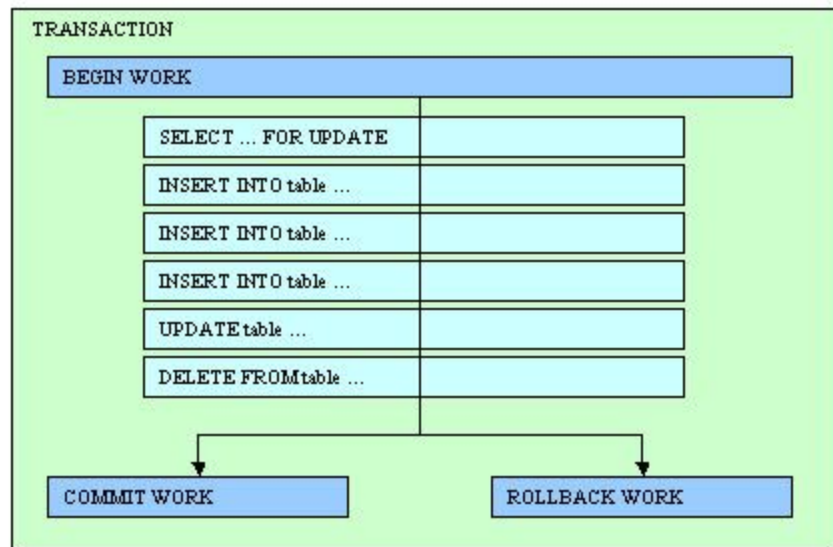 TRANSACTION
BEGIN WORK
SELECT ... FOR UPDATE
INSERT INTO table ...
INSERT INTO table ...
INSERT INTO table ...
UPDATE table ...
DELETE FROM table ...
COMMIT WORK
ROLLBACK WORK